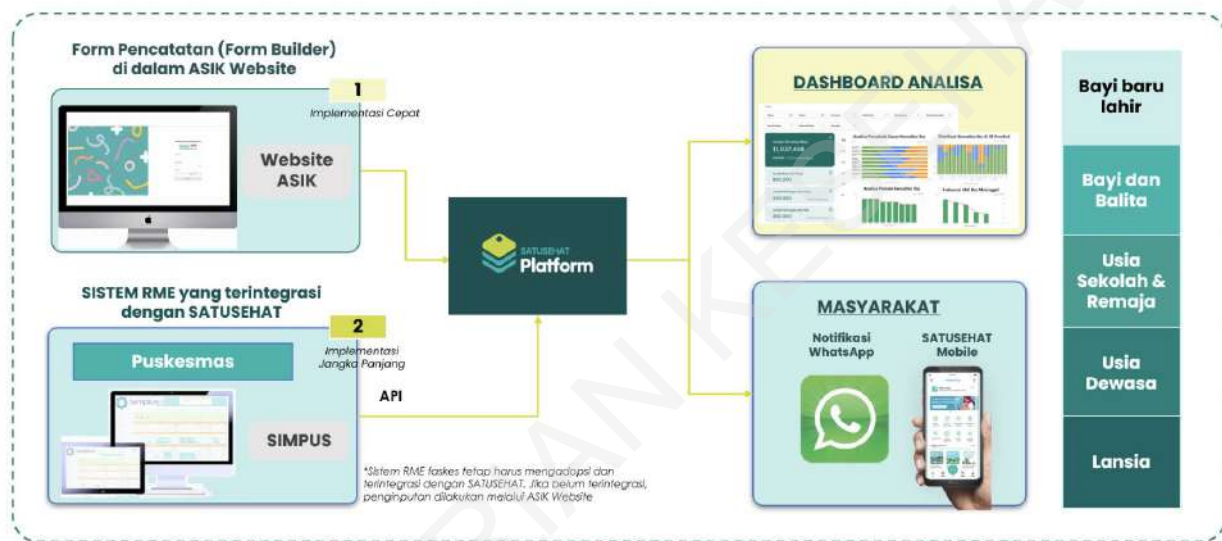 Form Pencatatan (Form Builder)
di dalam ASIK Website
1
Implementasi Cepat
Website
ASIK
SISTEM RME yang terintegrasi
dengan SATUSEHAT
2
Implementasi
Jangka Panjang
Puskesmas
SIMPUS
API
*Sistem RME faskes tetap harus mengadopsi dan
terintegrasi dengan SATUSEHAT. Jika belum terintegrasi,
penginputan dilakukan melalui ASIK Website
SATUSEHAT
Platform
DASHBOARD ANALISA
MASYARAKAT
Notifikasi
WhatsApp
SATUSEHAT
Mobile
Bayi baru
lahir
Bayi dan
Balita
Usia
Sekolah &
Remaja
Usia
Dewasa
Lansia